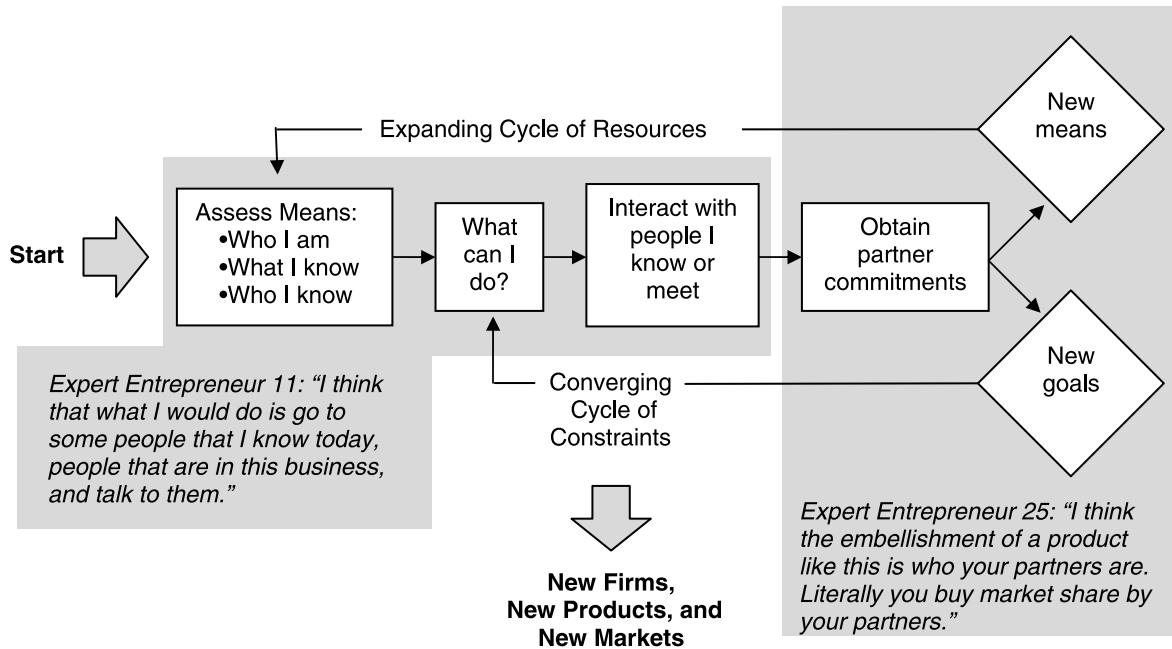 New
means
Expanding Cycle of Resources
Start
Assess Means:
•Who I am
•What I know
•Who I know
What
can I
do?
Interact with
people I
know or
meet
Obtain
partner
commitments
New
goals
Converging
Cycle of
Constraints
Expert Entrepreneur 11: “I think
that what I would do is go to
some people that I know today,
people that are in this business,
and talk to them.”
Expert Entrepreneur 25: “I think
the embellishment of a product
like this is who your partners are.
Literally you buy market share by
your partners.”
New Firms,
New Products, and
New Markets